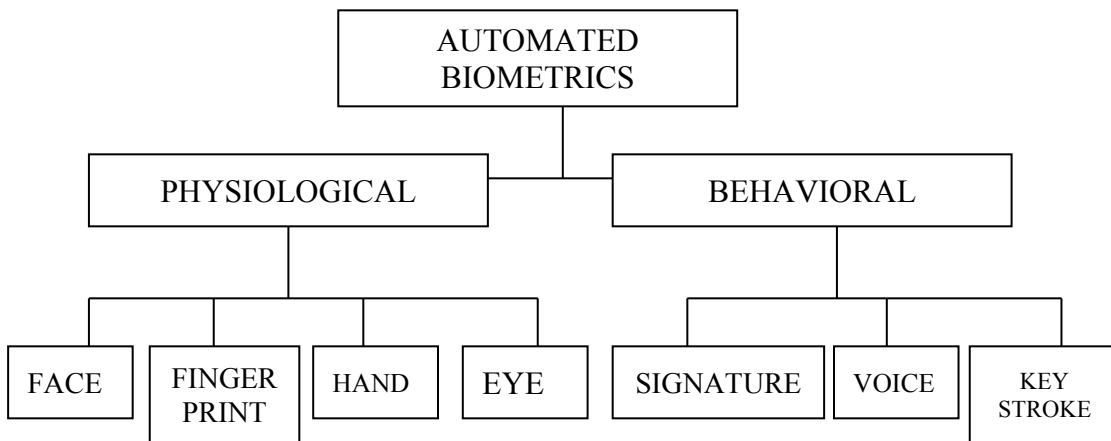 AUTOMATED
BIOMETRICS
PHYSIOLOGICAL
BEHAVIORAL
FACE
FINGER
PRINT
HAND
EYE
SIGNATURE
VOICE
KEY
STROKE